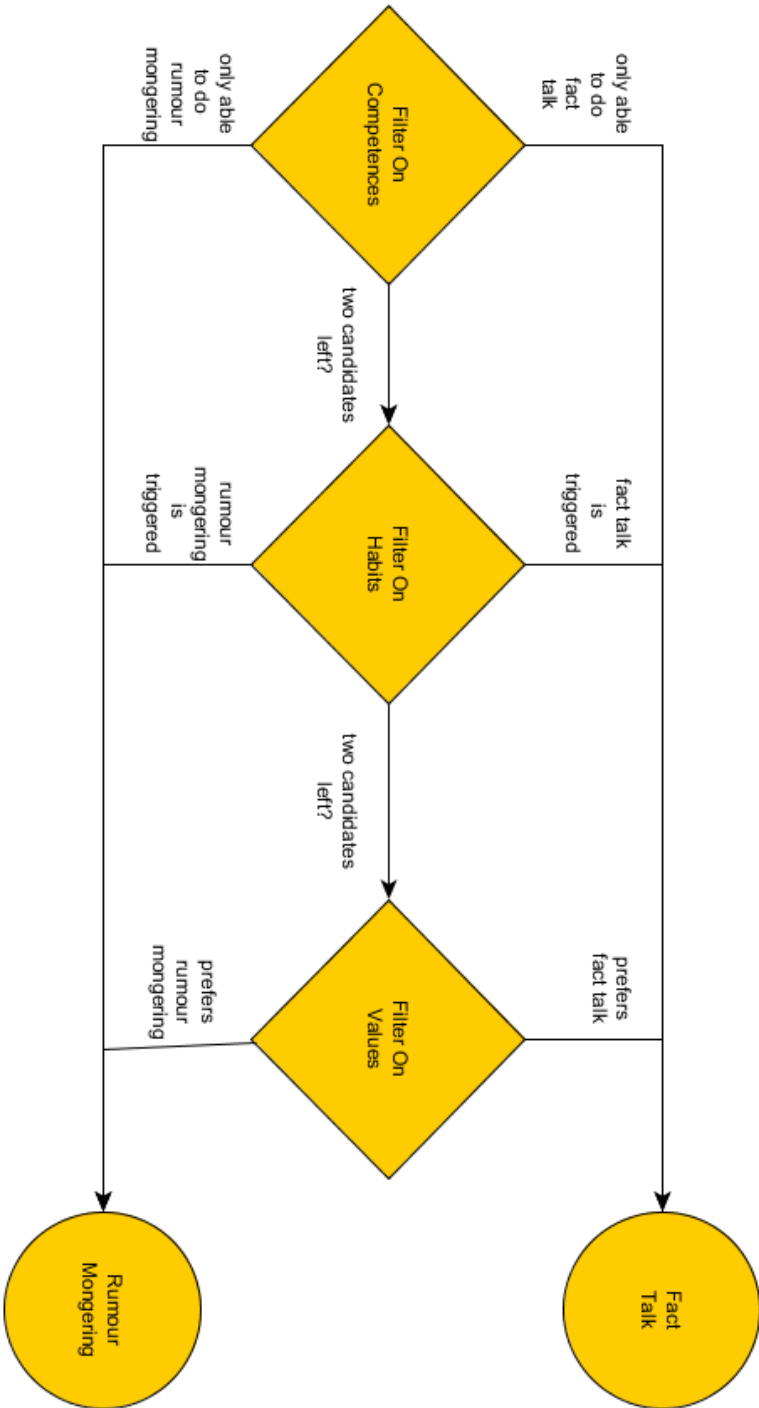 only able
to do
fact
talk
fact talk
is
triggered
prefers
fact talk
Fact
Talk
Filter On
Competences
two candidates
left?
Filter On
Habits
two candidates
left?
Filter On
Values
only able
to do
rumour
mongering
rumour
mongering
is
triggered
prefers
rumour
mongering
Rumour
Mongering